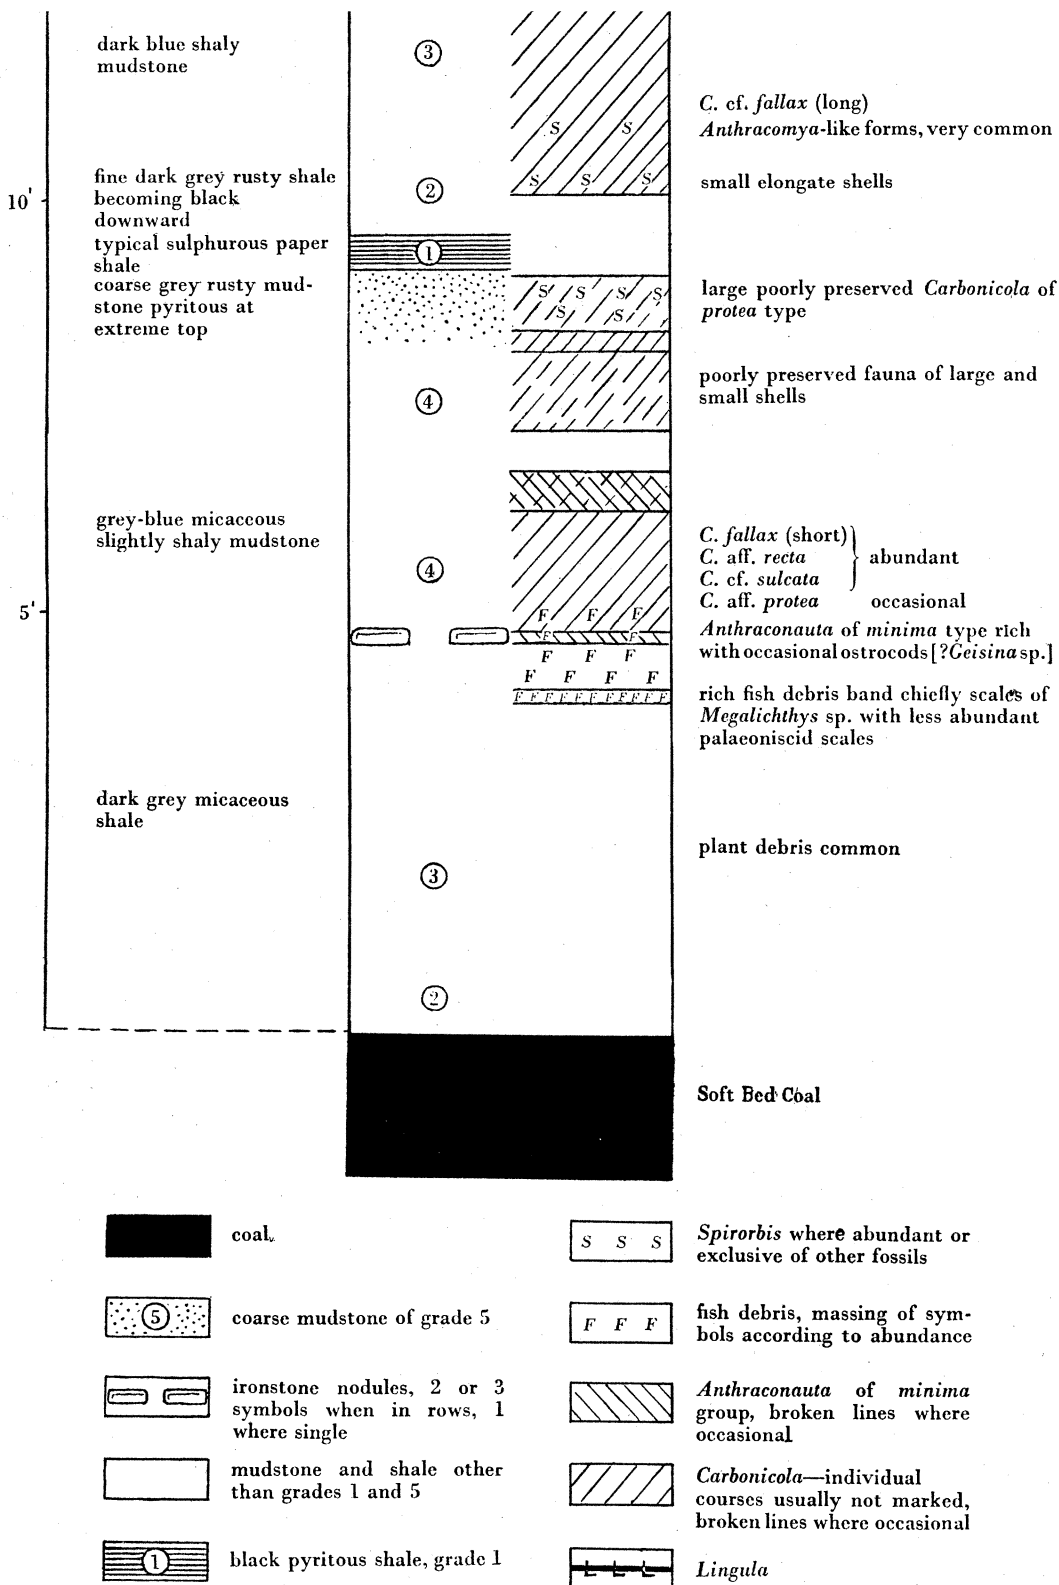 dark blue shaly
mudstone
3
C. cf. fallax (long)
Anthracomya-like forms, very common
S S
fine dark grey rusty shale
becoming black
downward
10'
2
S S S
small elongate shells
typical sulphurous paper
shale
1
coarse grey rusty mud-
stone pyritous at
extreme top
S S S S
S S
large poorly preserved Carbonicola of
protea type
4
poorly preserved fauna of large and
small shells
grey-blue micaceous
slightly shaly mudstone
4
C. fallax (short)
C. aff. recta
C. cf. sulcata
abundant
C. aff. protea occasional
5'
F F F
F F
Anthraconauta of minima type rich
with occasional ostrocods [?Geisina sp.]
F F F
F F F F
F F F F F F F F F F
rich fish debris band chiefly scales of
Megalichthys sp. with less abundant
palaeoniscid scales
dark grey micaceous
shale
plant debris common
3
2
Soft Bed Coal
coal
S S S
Spirorbis where abundant or
exclusive of other fossils
5
coarse mudstone of grade 5
F F F
fish debris, massing of sym-
bols according to abundance
ironstone nodules, 2 or 3
symbols when in rows, 1
where single
Anthraconauta of minima
group, broken lines where
occasional
mudstone and shale other
than grades 1 and 5
Carbonicola—individual
courses usually not marked,
broken lines where occasional
1
black pyritous shale, grade 1
Lingula